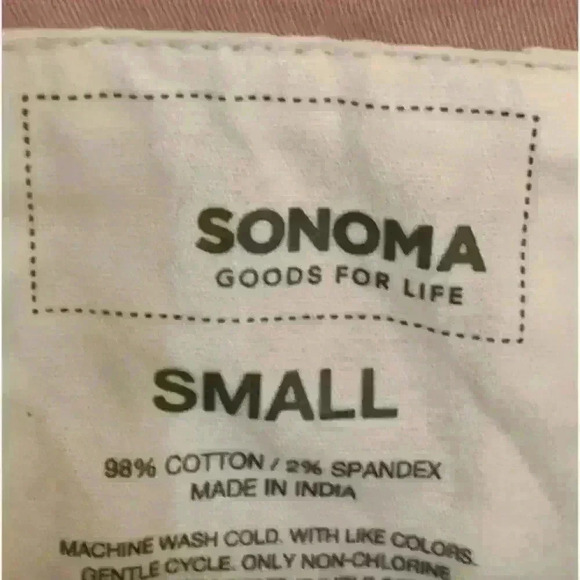 SONOMA
GOODS FOR LIFE
SMALL
98% COTTON / 2% SPANDEX
MADE IN INDIA
MACHINE WASH COLD. WITH LIKE COLORS.
GENTLE CYCLE. ONLY NON-CHLORINE